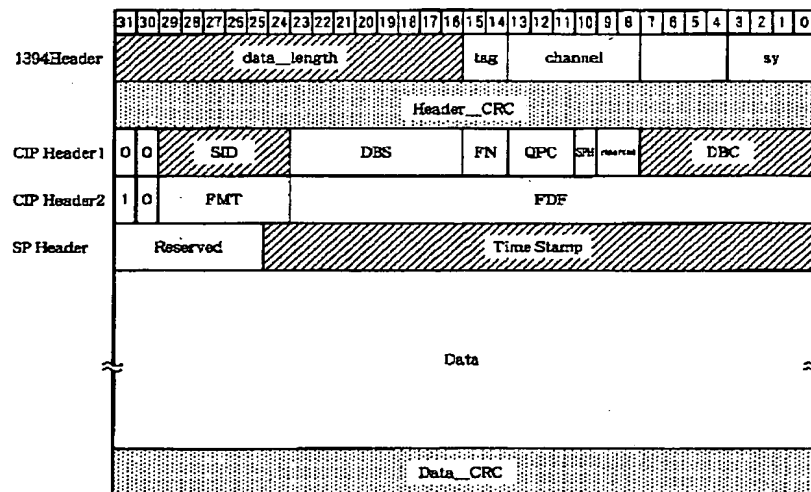 31 30 29 28 27 26 25 24 23 22 21 20 19 18 17 16 15 14 13 12 11 10 9 8 7 6 5 4 3 2 1 0
1394Header data_length tag channel sy
Header_CRC
CIP Header1 0 0 SID DBS FN QPC SPH reserved DBC
CIP Header2 1 0 FMT FDF
SP Header Reserved Time Stamp
Data
Data_CRC